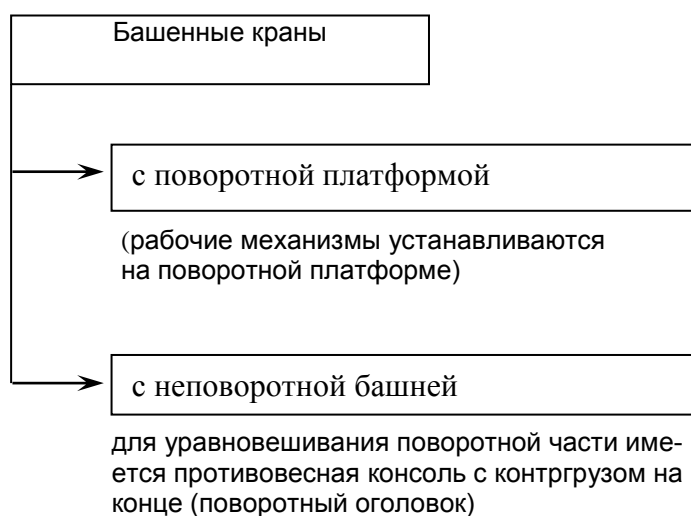 Башенные краны
с поворотной платформой
(рабочие механизмы устанавливаются
на поворотной платформе)
с неповоротной башней
для уравновешивания поворотной части име-
ется противовесная консоль с контргрузом на
конце (поворотный оголовок)